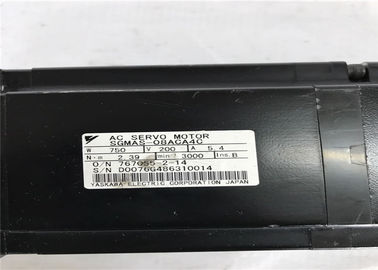 AC SERVO MOTOR
SGMAS-08ACA4C
W 750 V 200 A 5.4
N·m 2.39 min⁻¹ 3000 Ins. B
O/N 767055-2-14
S/N D0076G486310014
YASKAWA ELECTRIC CORPORATION JAPAN